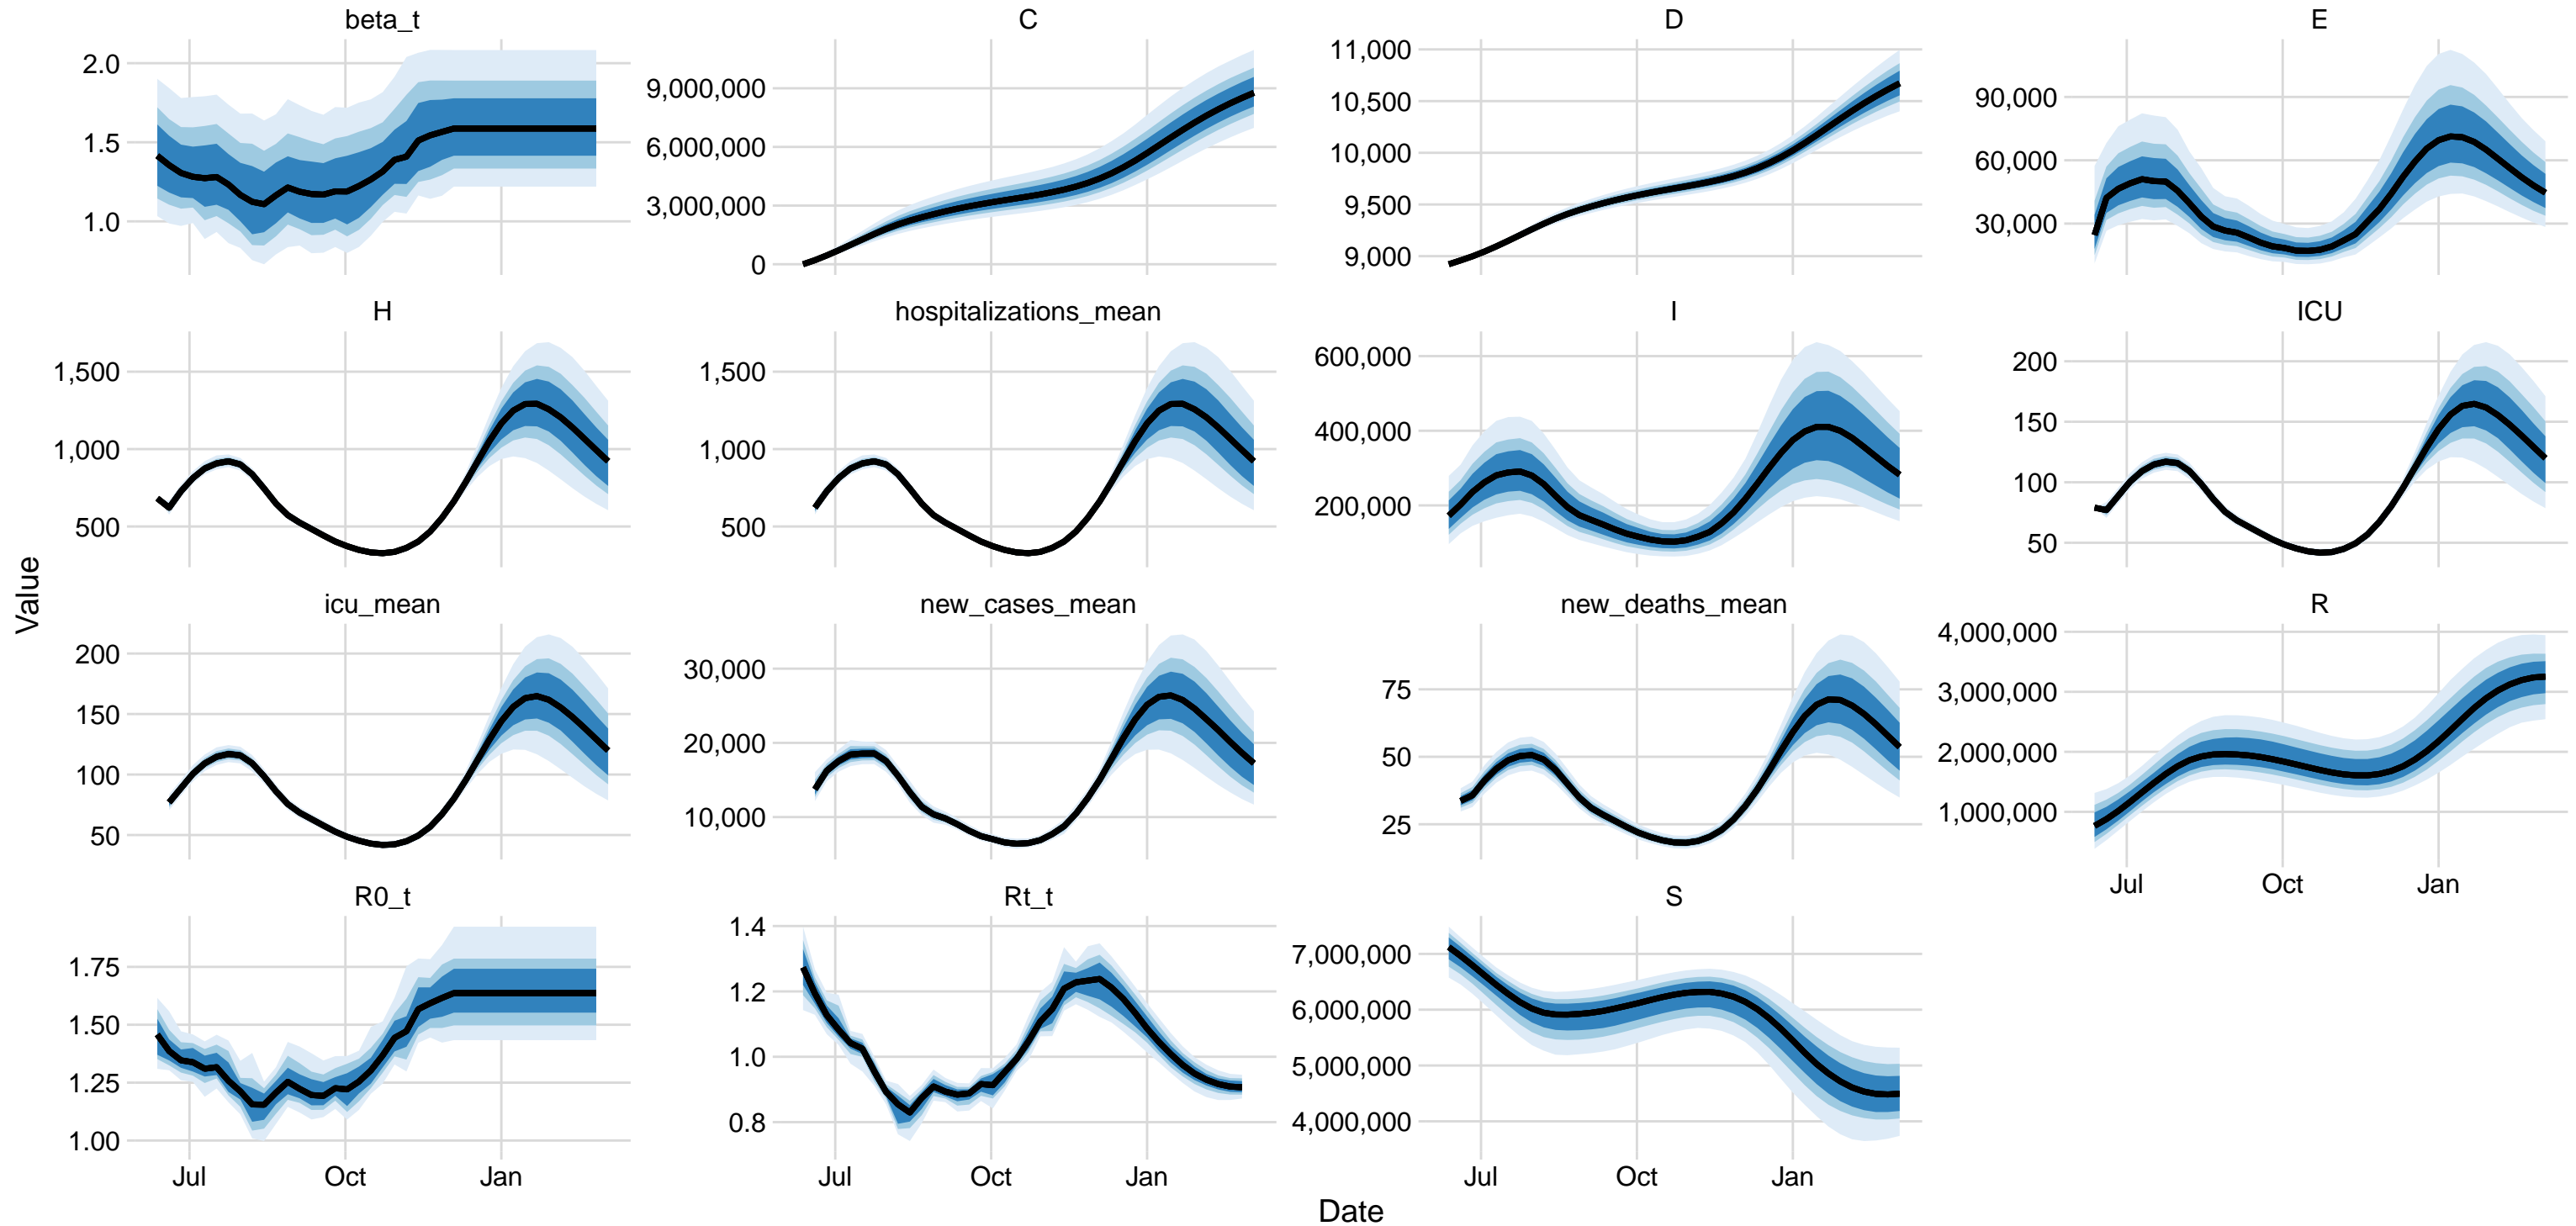 beta_t
C
D
E
2.0
1.5
1.0
9,000,000
6,000,000
3,000,000
0
11,000
10,500
10,000
9,500
9,000
90,000
60,000
30,000
H
hospitalizations_mean
I
ICU
1,500
1,000
500
1,500
1,000
500
600,000
400,000
200,000
200
150
100
50
Value
icu_mean
new_cases_mean
new_deaths_mean
R
200
150
100
50
30,000
20,000
10,000
75
50
25
4,000,000
3,000,000
2,000,000
1,000,000
Jul Oct Jan
R0_t
Rt_t
S
1.75
1.50
1.25
1.00
1.4
1.2
1.0
0.8
7,000,000
6,000,000
5,000,000
4,000,000
Jul Oct Jan
Jul Oct Jan
Jul Oct Jan
Date